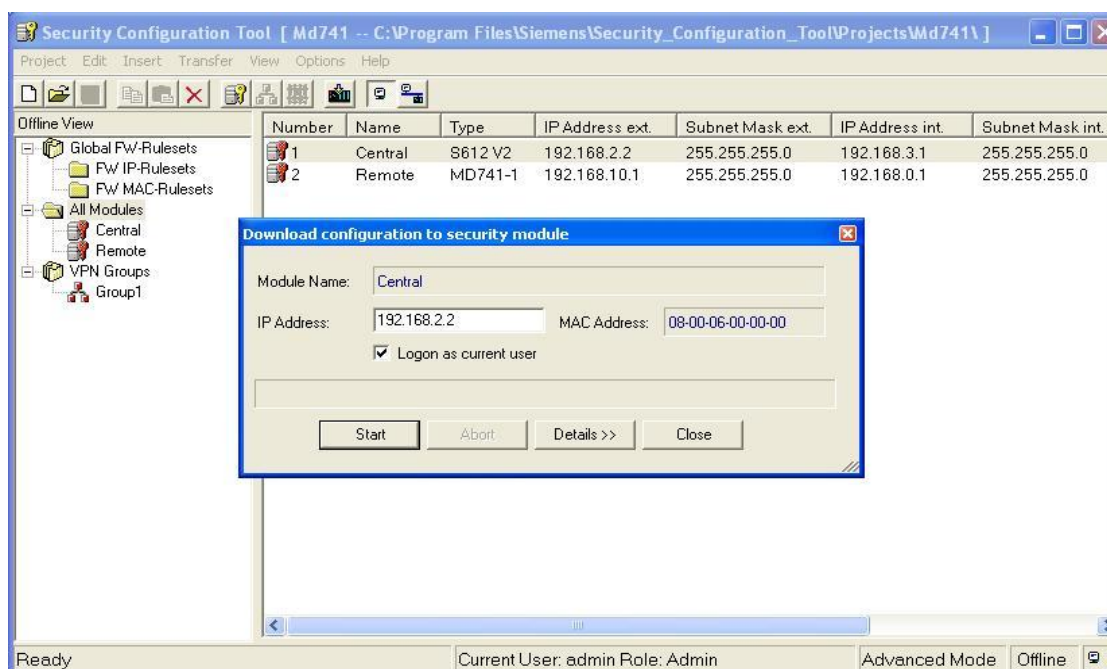 Security Configuration Tool [ Md741 -- C:\Program Files\Siemens\Security_Configuration_Tool\Projects\Md741\ ]
Project Edit Insert Transfer View Options Help
Offline View
Global FW-Rulesets
FW IP-Rulesets
FW MAC-Rulesets
All Modules
Central
Remote
VPN Groups
Group1
Number Name Type IP Address ext. Subnet Mask ext. IP Address int. Subnet Mask int.
1 Central S612 V2 192.168.2.2 255.255.255.0 192.168.3.1 255.255.255.0
2 Remote MD741-1 192.168.10.1 255.255.255.0 192.168.0.1 255.255.255.0
Download configuration to security module
Module Name: Central
IP Address: 192.168.2.2 MAC Address: 08-00-06-00-00-00
Logon as current user
Start Abort Details >> Close
Ready Current User: admin Role: Admin Advanced Mode Offline